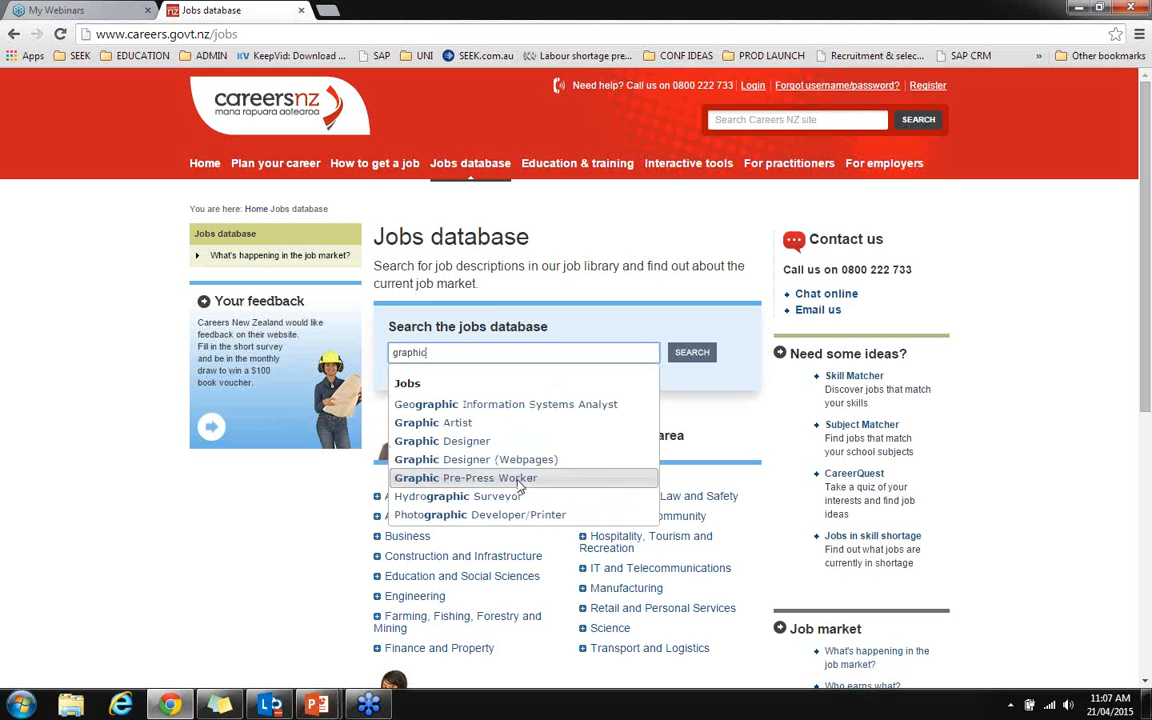 My Webinars
Jobs database
www.careers.govt.nz/jobs
Apps
SEEK
EDUCATION
ADMIN
KeepVid: Download ...
SAP
UNI
SEEK.com.au
Labour shortage pre...
CONF IDEAS
PROD LAUNCH
Recruitment & selec...
SAP CRM
»
Other bookmarks
careersnz
mana rapuara aotearoa
Need help? Call us on 0800 222 733
Login
Forgot username/password?
Register
Search Careers NZ site
SEARCH
Home
Plan your career
How to get a job
Jobs database
Education & training
Interactive tools
For practitioners
For employers
You are here: Home Jobs database
Jobs database
What's happening in the job market?
Your feedback
Careers New Zealand would like
feedback on their website.
Fill in the short survey
and be in the monthly
draw to win a $100
book voucher.
Jobs database
Search for job descriptions in our job library and find out about the
current job market.
Search the jobs database
graphic
SEARCH
Jobs
Geographic Information Systems Analyst
Graphic Artist
Graphic Designer
Graphic Designer (Webpages)
Graphic Pre-Press Worker
Hydrographic Surveyor
Photographic Developer/Printer
area
Law and Security
Business
Hospitality, Tourism and
Recreation
Construction and Infrastructure
IT and Telecommunications
Education and Social Sciences
Manufacturing
Engineering
Retail and Personal Services
Farming, Fishing, Forestry and
Mining
Science
Finance and Property
Transport and Logistics
Contact us
Call us on 0800 222 733
Chat online
Email us
Need some ideas?
Skill Matcher
Discover jobs that match
your skills
Subject Matcher
Find jobs that match
school subjects
CareerQuest
Take a quiz of your
interests and find job
ideas
Jobs in skill shortage
Find out what jobs are
currently in shortage
Job market
What's happening in the
job market?
Who earns what?
11:07 AM
21/04/2015